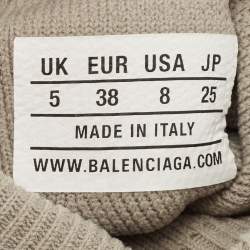 UK EUR USA JP
5 38 8 25
MADE IN ITALY
WWW.BALENCIAGA.COM